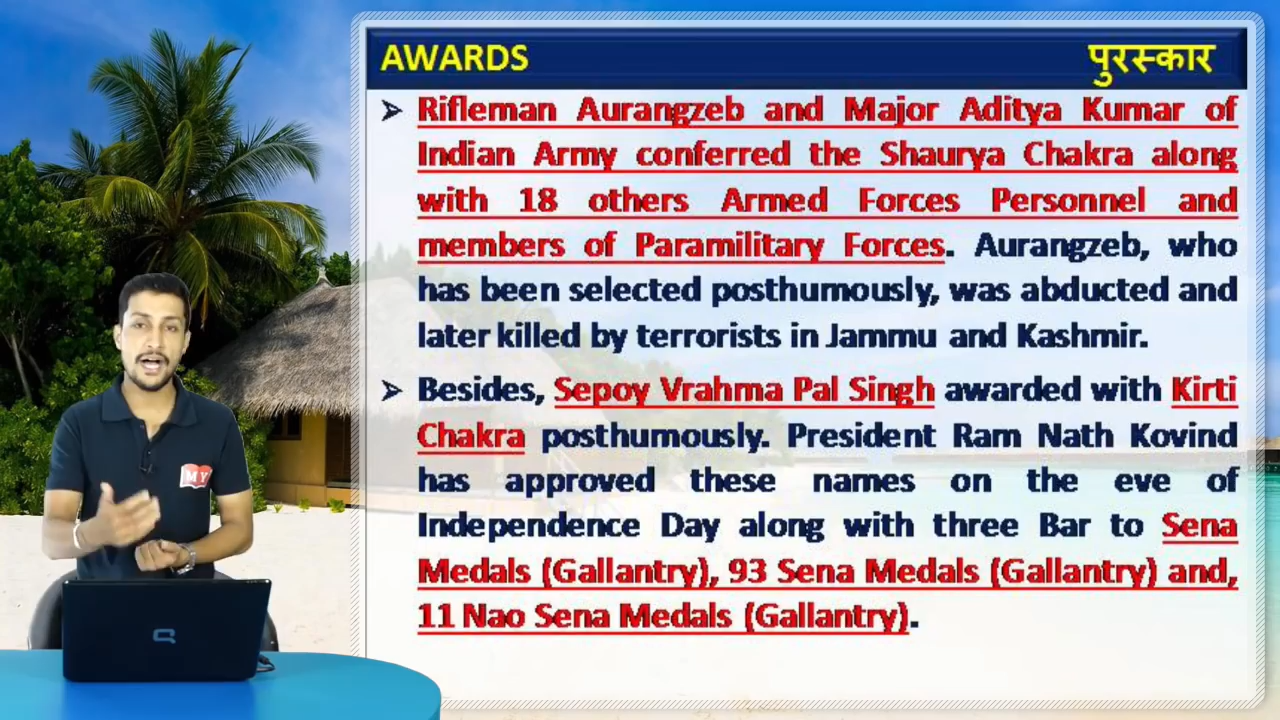 AWARDS पुरस्कार
Rifleman Aurangzeb and Major Aditya Kumar of
Indian Army conferred the Shaurya Chakra along
with 18 others Armed Forces Personnel and
members of Paramilitary Forces. Aurangzeb, who
has been selected posthumously, was abducted and
later killed by terrorists in Jammu and Kashmir.
Besides, Sepoy Vrahma Pal Singh awarded with Kirti
Chakra posthumously. President Ram Nath Kovind
has approved these names on the eve of
Independence Day along with three Bar to Sena
Medals (Gallantry), 93 Sena Medals (Gallantry) and,
11 Nao Sena Medals (Gallantry).
MY